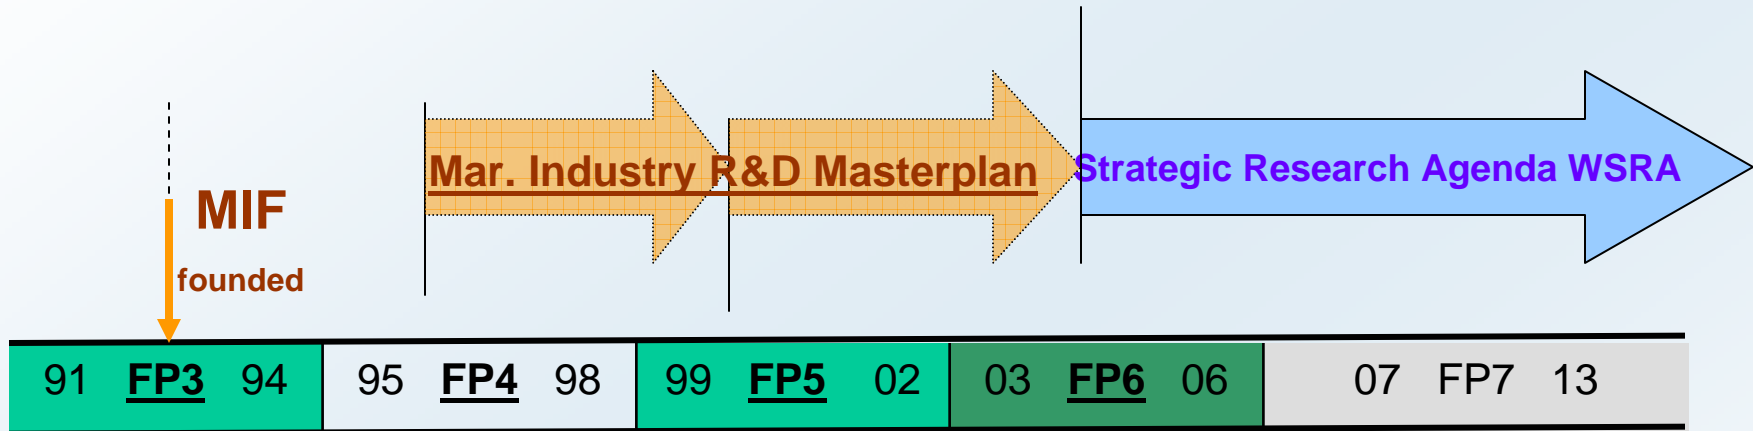 MIF
founded
Mar. Industry R&D Masterplan
Strategic Research Agenda WSRA
91 FP3 94 95 FP4 98 99 FP5 02 03 FP6 06 07 FP7 13